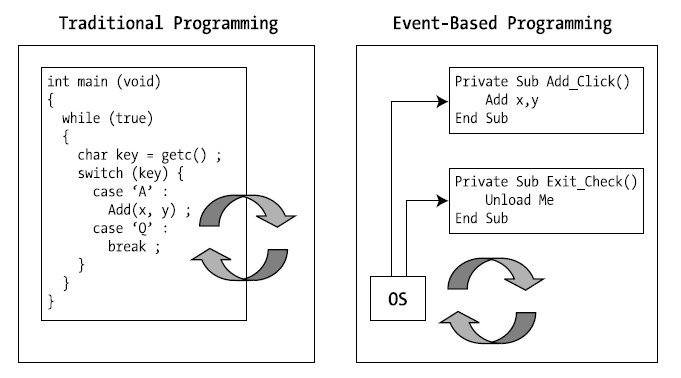 Traditional Programming
int main (void)
{
while (true)
{
char key = getc() ;
switch (key) {
case ‘A’ :
Add(x, y) ;
case ‘Q’ :
break ;
}
}
}
Event-Based Programming
Private Sub Add_Click()
Add x,y
End Sub
Private Sub Exit_Check()
Unload Me
End Sub
OS